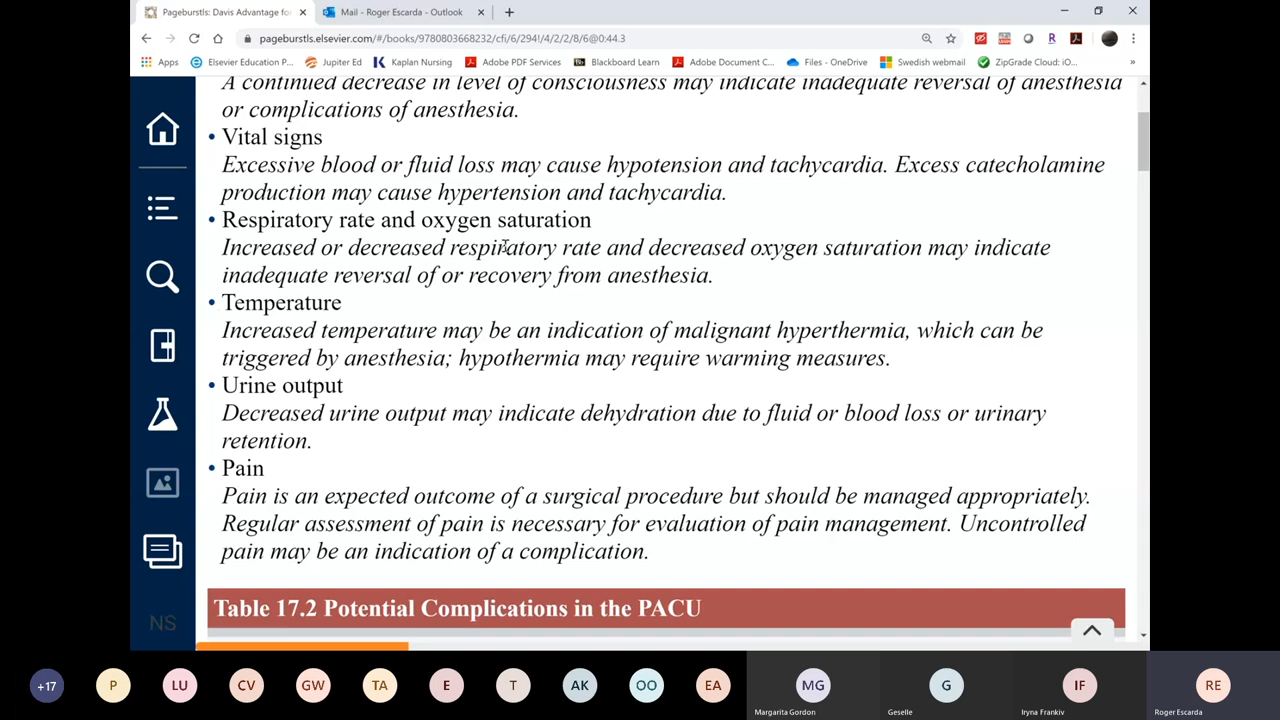 Pageburstls: Davis Advantage for
Mail - Roger Escarda - Outlook
pageburstls.elsevier.com/#/books/9780803668232/cfi/6/294!/4/2/2/8/6@0:44.3
Apps
Elsevier Education P...
Jupiter Ed
Kaplan Nursing
Adobe PDF Services
Blackboard Learn
Adobe Document C...
Files - OneDrive
Swedish webmail
ZipGrade Cloud: iO...
A continued decrease in level of consciousness may indicate inadequate reversal of anesthesia
or complications of anesthesia.
• Vital signs
Excessive blood or fluid loss may cause hypotension and tachycardia. Excess catecholamine
production may cause hypertension and tachycardia.
• Respiratory rate and oxygen saturation
Increased or decreased respiratory rate and decreased oxygen saturation may indicate
inadequate reversal of or recovery from anesthesia.
• Temperature
Increased temperature may be an indication of malignant hyperthermia, which can be
triggered by anesthesia; hypothermia may require warming measures.
• Urine output
Decreased urine output may indicate dehydration due to fluid or blood loss or urinary
retention.
• Pain
Pain is an expected outcome of a surgical procedure but should be managed appropriately.
Regular assessment of pain is necessary for evaluation of pain management. Uncontrolled
pain may be an indication of a complication.
Table 17.2 Potential Complications in the PACU
NS
+17
P
LU
CV
GW
TA
E
T
AK
OO
EA
MG
Margarita Gordon
G
Geselle
IF
Iryna Frankiv
RE
Roger Escarda